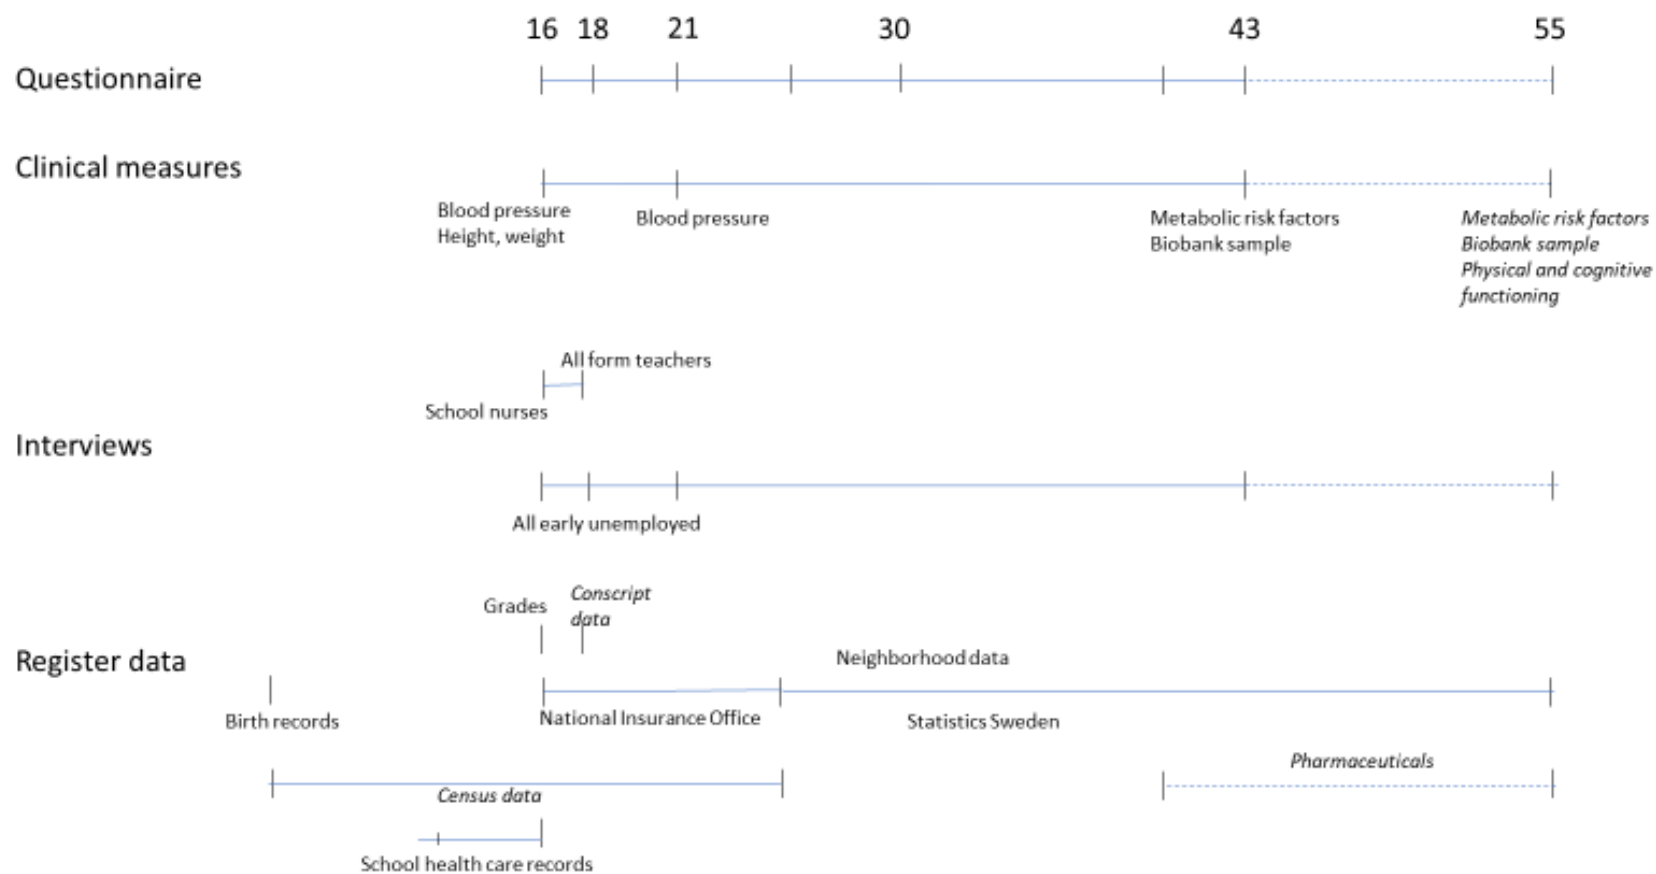 16 18 21 30 43 55
Questionnaire
Clinical measures
Blood pressure
Height, weight
Blood pressure
Metabolic risk factors
Biobank sample
Metabolic risk factors
Biobank sample
Physical and cognitive
functioning
All form teachers
School nurses
Interviews
All early unemployed
Grades
Conscript
data
Register data
Neighborhood data
Birth records
National Insurance Office
Statistics Sweden
Pharmaceuticals
Census data
School health care records